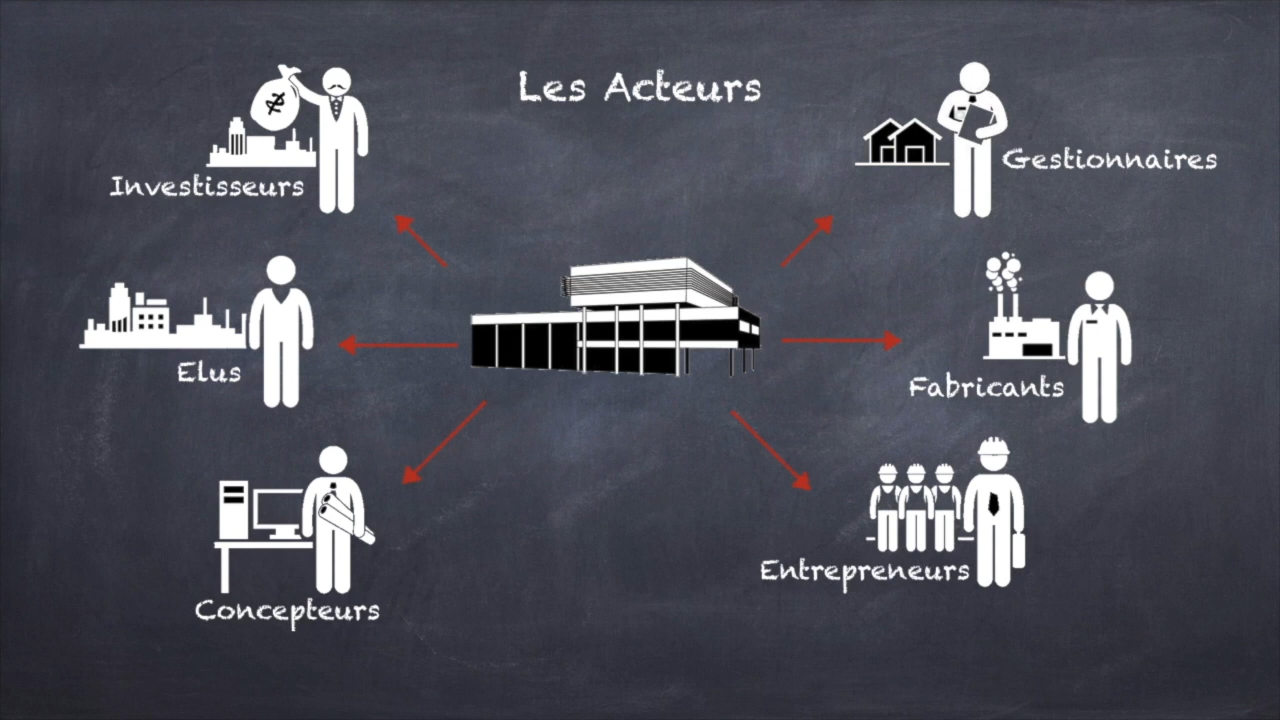 Les Acteurs
Investisseurs
Gestionnaires
Elus
Fabricants
Concepteurs
Entrepreneurs